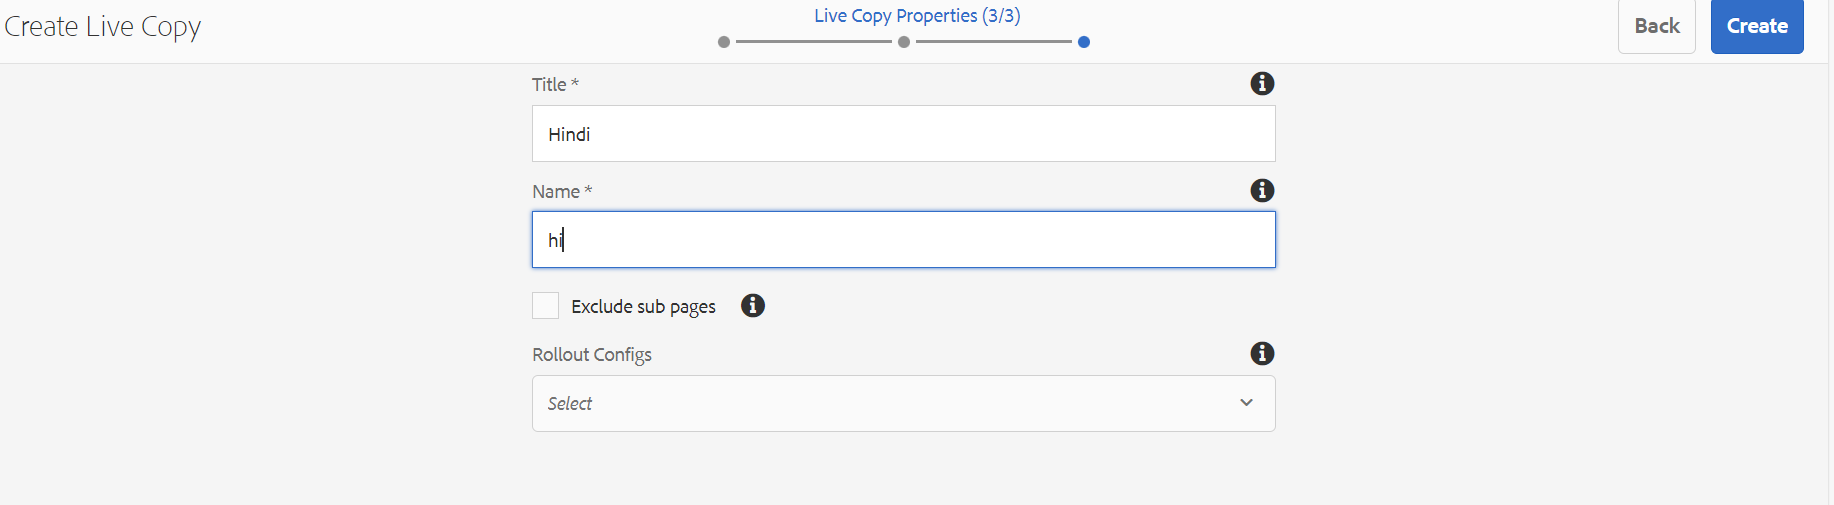 Create Live Copy
Live Copy Properties (3/3)
Back
Create
Title *
Hindi
Name *
hi
Exclude sub pages
Rollout Configs
Select